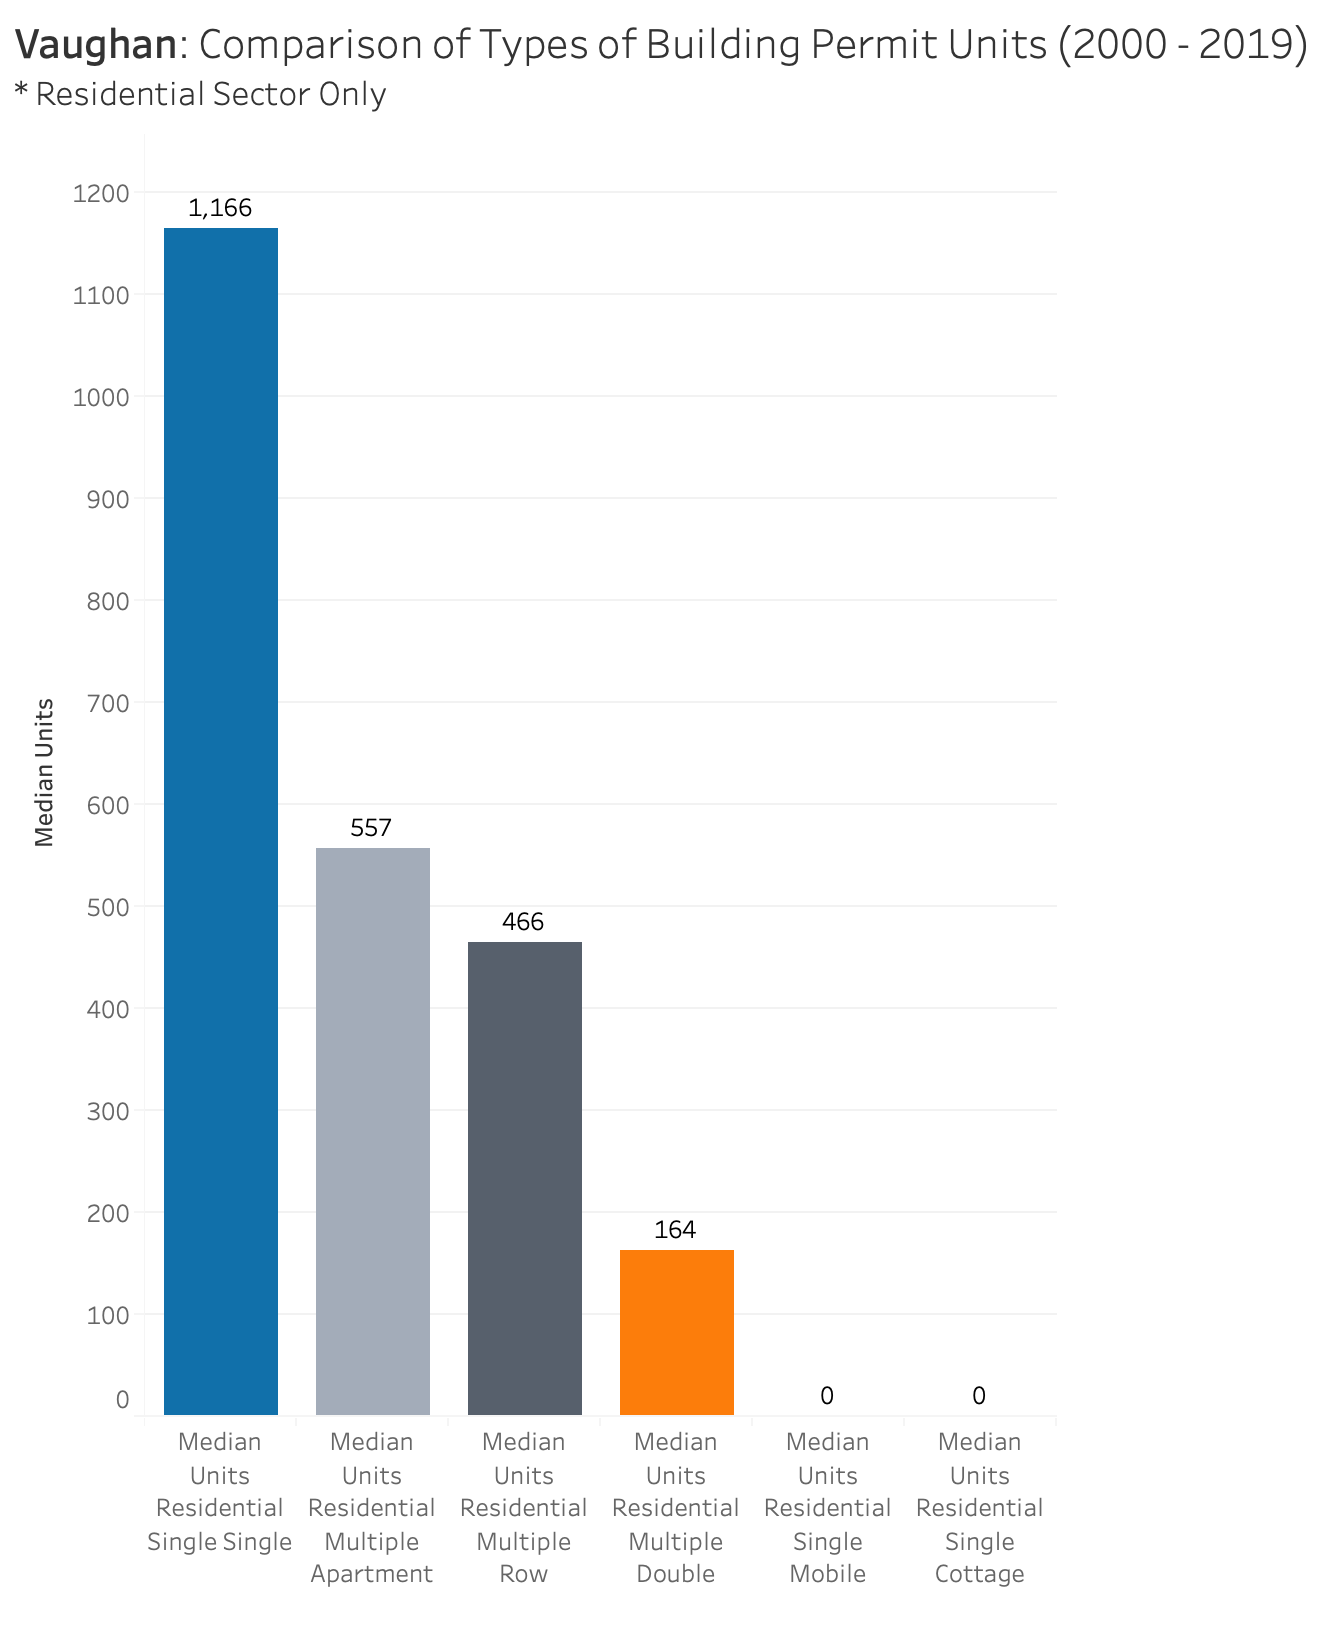 Vaughan: Comparison of Types of Building Permit Units (2000 - 2019)
* Residential Sector Only
Median Units
1200
1100
1000
900
800
700
600
500
400
300
200
100
0
1,166
557
466
164
0
0
Median
Units
Residential
Single Single
Median
Units
Residential
Multiple
Apartment
Median
Units
Residential
Multiple
Row
Median
Units
Residential
Multiple
Double
Median
Units
Residential
Single
Mobile
Median
Units
Residential
Single
Cottage